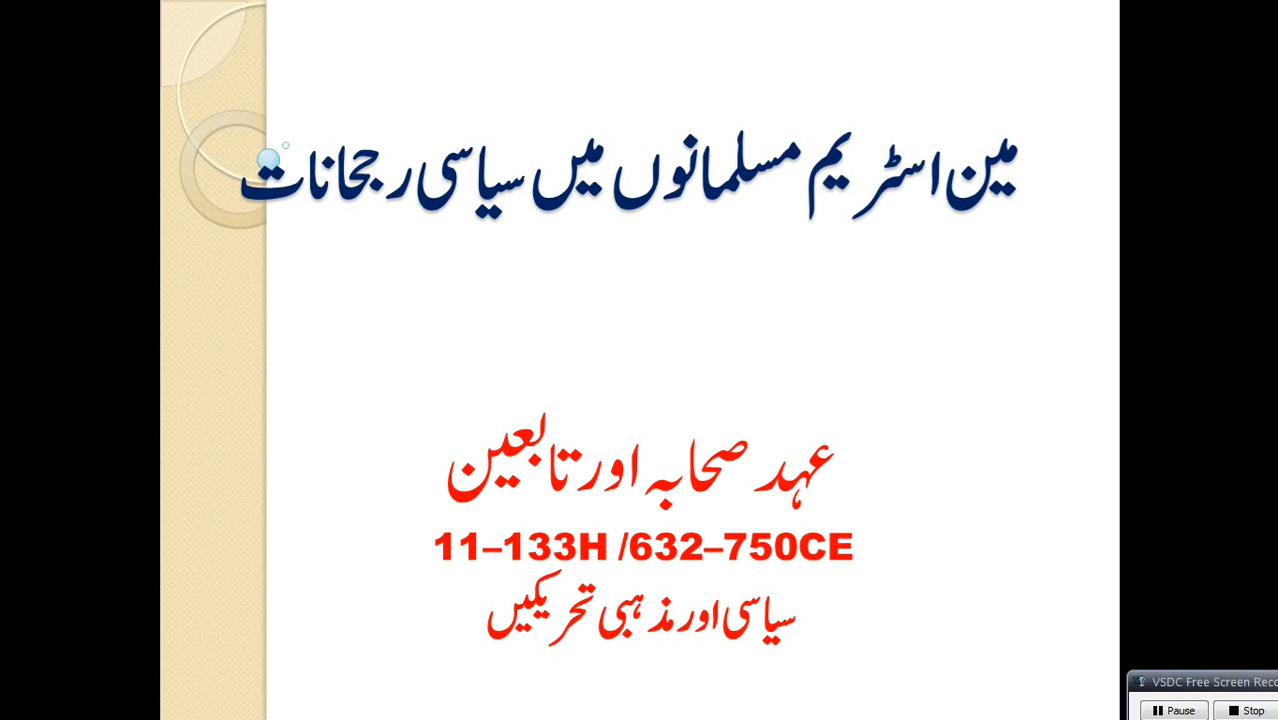 مین اسٹریم مسلمانوں میں سیاسی رجحانات
عہد صحابہ اور تابعین
11–133H /632–750CE
سیاسی اور مذہبی تحریکیں
VSDC Free Screen Reco
Pause Stop